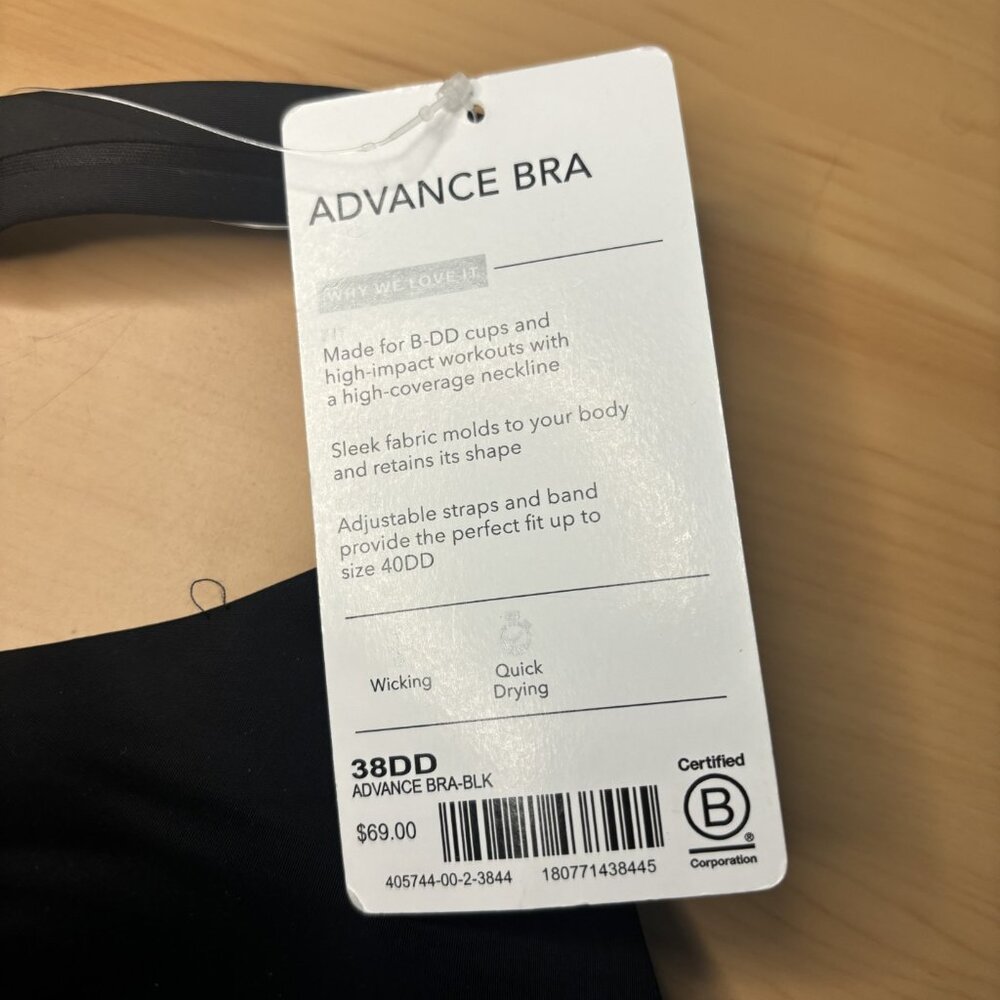 ADVANCE BRA
WHY WE LOVE IT
FIT
Made for B-DD cups and
high-impact workouts with
a high-coverage neckline
Sleek fabric molds to your body
and retains its shape
Adjustable straps and band
provide the perfect fit up to
size 40DD
Wicking
Quick
Drying
38DD
ADVANCE BRA-BLK
$69.00
405744-00-2-3844
180771438445
Certified
B
®
Corporation